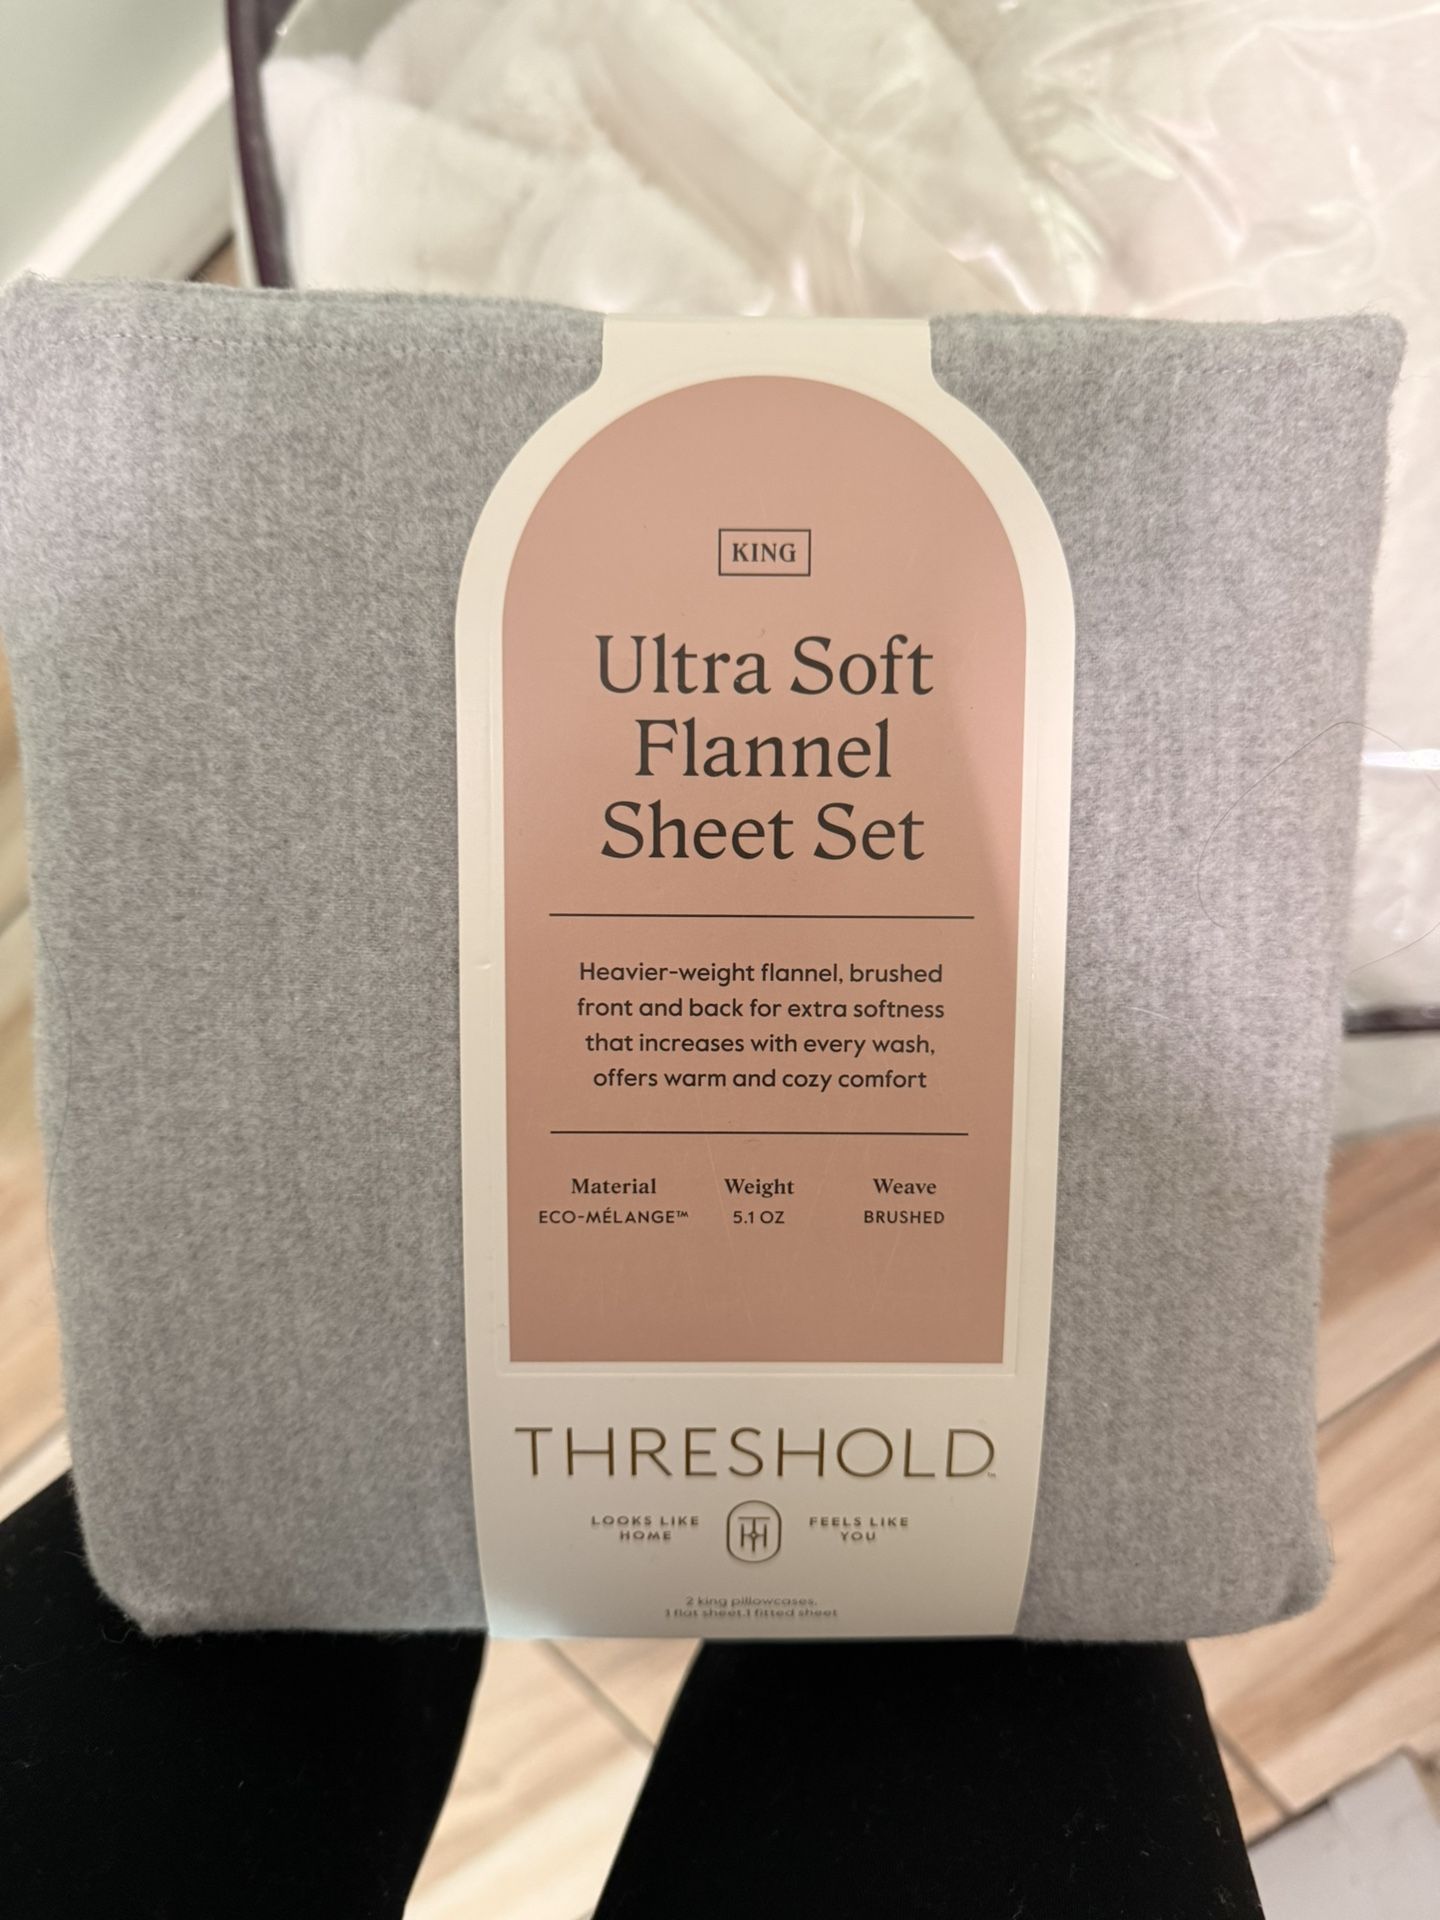 KING
Ultra Soft
Flannel
Sheet Set
Heavier-weight flannel, brushed
front and back for extra softness
that increases with every wash,
offers warm and cozy comfort
Material Weight Weave
ECO-MÉLANGE™ 5.1 OZ BRUSHED
THRESHOLD™
LOOKS LIKE FEELS LIKE
HOME YOU
2 king pillowcases,
1 flat sheet,1 fitted sheet